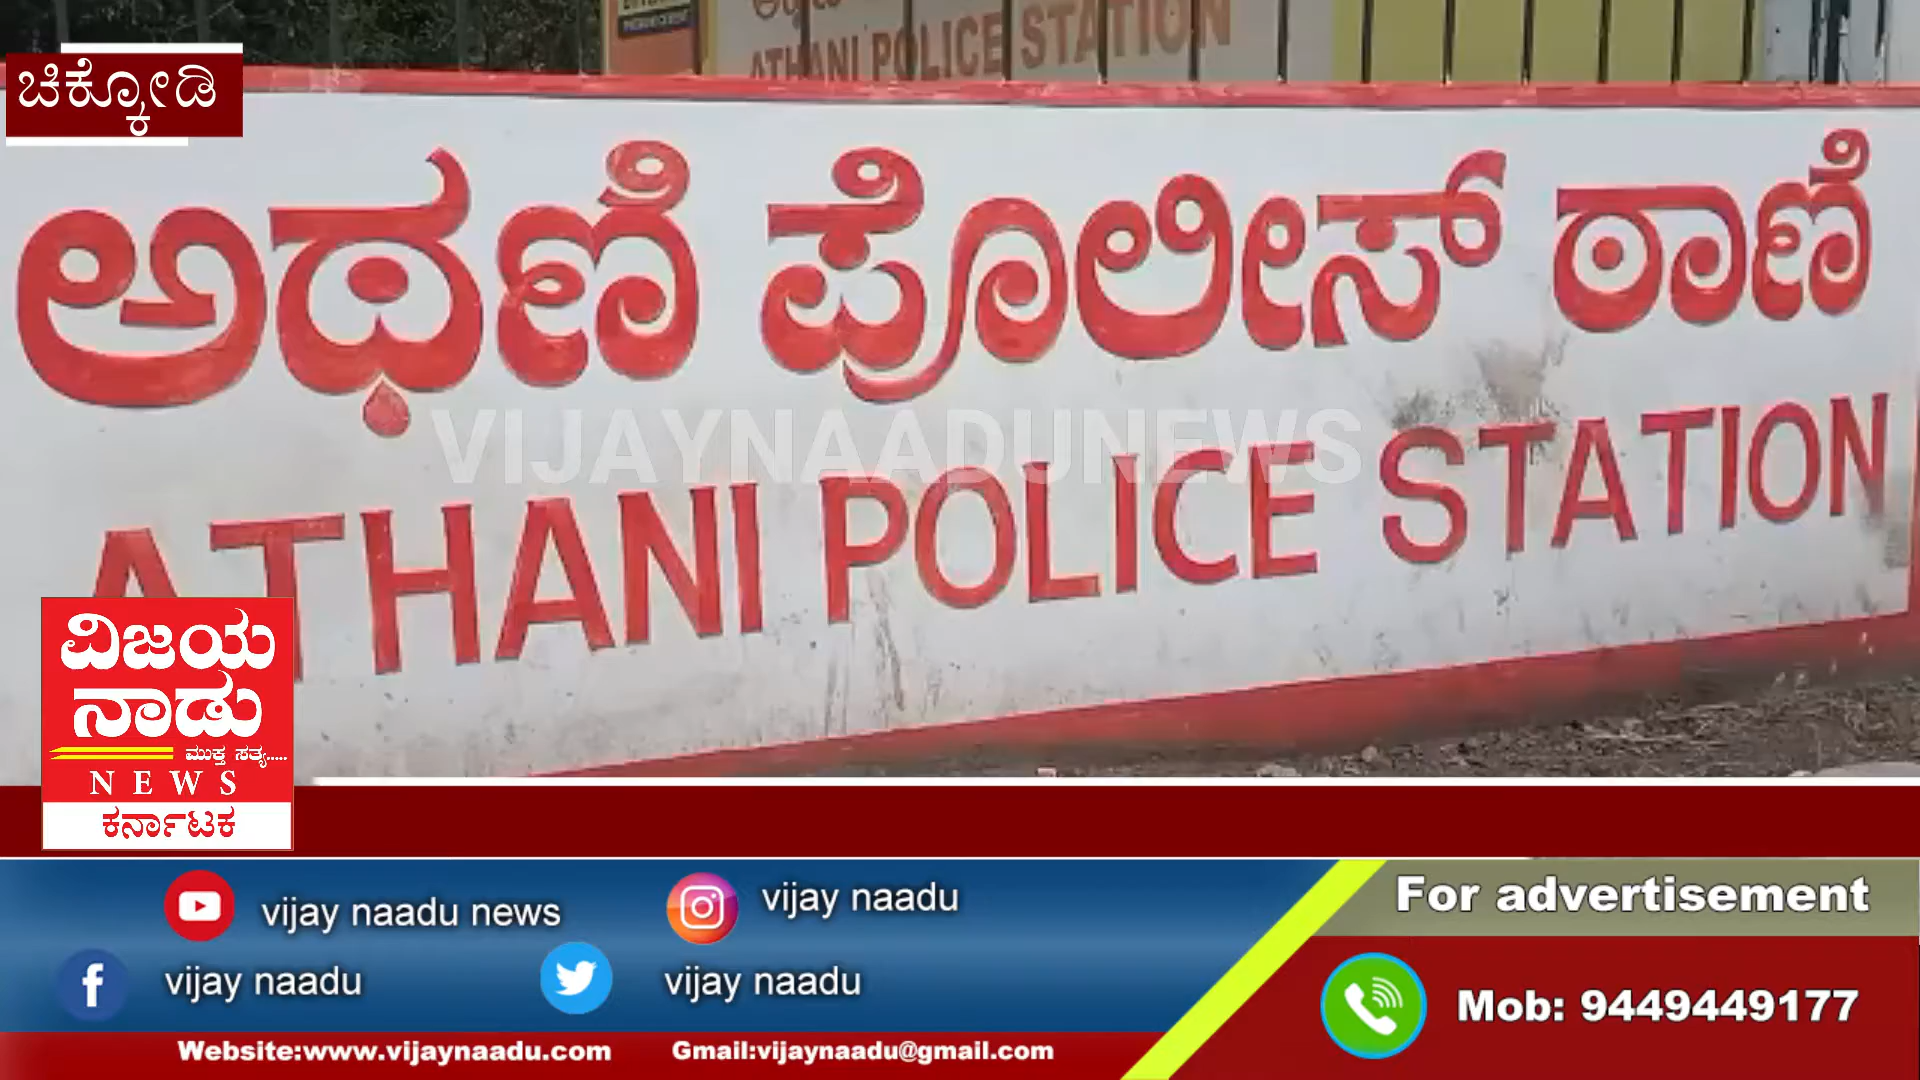 ATHANI POLICE STATION
ಚಿಕ್ಕೋಡಿ
ಅಥಣಿ ಪೊಲೀಸ್ ಠಾಣಿ
VIJAYNAADUNEWS
ATHANI POLICE STATION
ವಿಜಯ
ನಾಡು
ಮುಕ್ತ ಸತ್ಯ.....
NEWS
ಕರ್ನಾಟಕ
vijay naadu news
vijay naadu
For advertisement
vijay naadu
vijay naadu
Mob: 9449449177
Website:www.vijaynaadu.com
Gmail:vijaynaadu@gmail.com